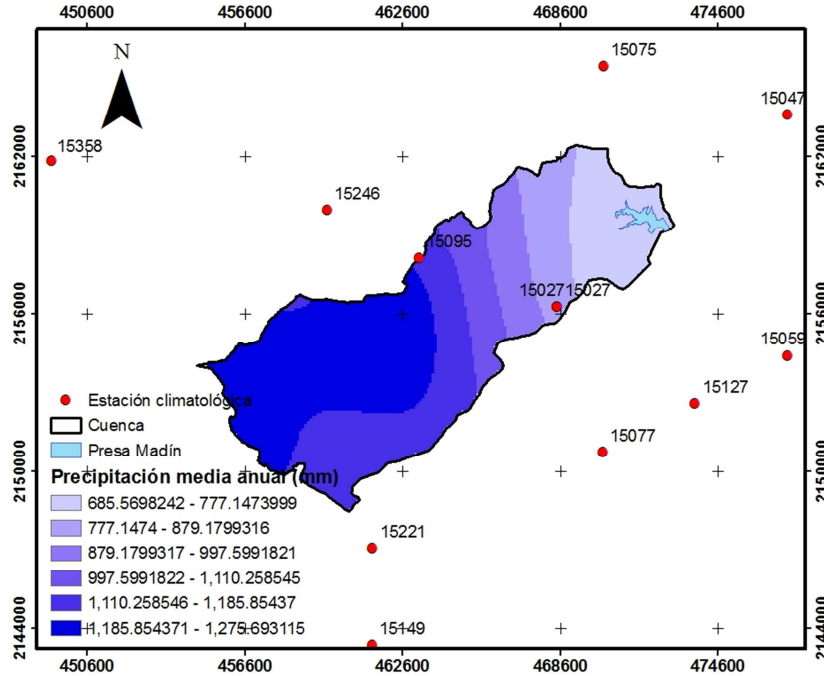 450600 456600 462600 468600 474600
N
15075
15047
15358
2162000 2162000
15246
15095
1502715027
2156000 2156000
15059
15127
Estación climatológica
Cuenca
15077
Presa Madín
2150000 2150000
Precipitación media anual (mm)
685.5698242 - 777.1473999
777.1474 - 879.1799316
15221
879.1799317 - 997.5991821
997.5991822 - 1,110.258545
1,110.258546 - 1,185.85437
1,185.854371 - 1,275.693115
15149
2144000 2144000
450600 456600 462600 468600 474600